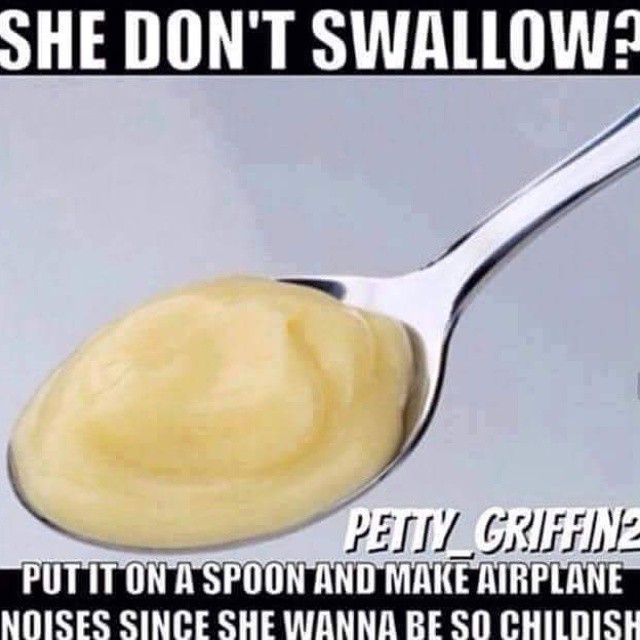 SHE DON'T SWALLOW?
PETTY_GRIFFIN2
PUT IT ON A SPOON AND MAKE AIRPLANE
NOISES SINCE SHE WANNA BE SO CHILDISH